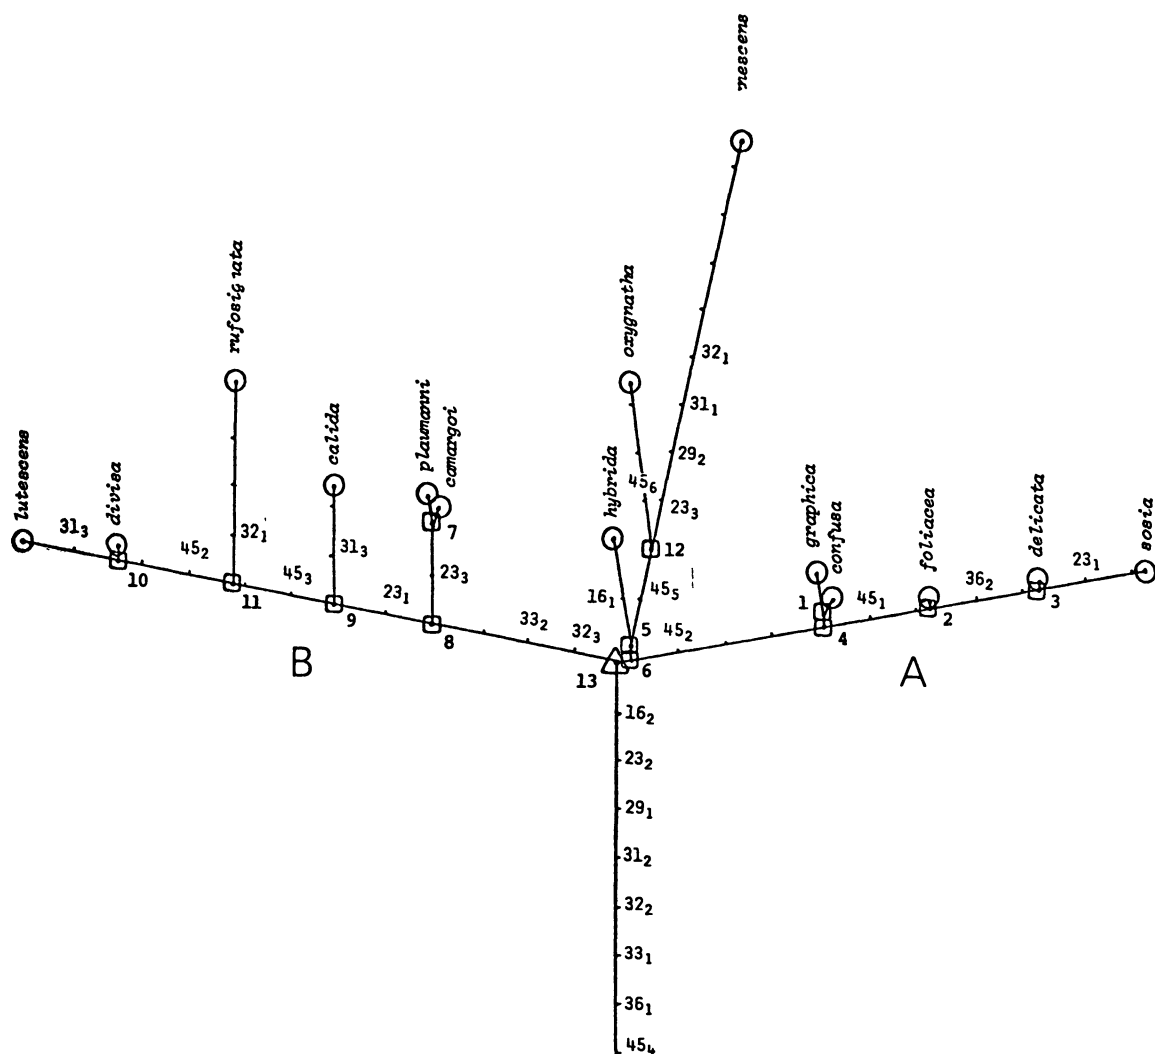 nescens
rufosignata
oxygnatha
32₁
plaumanni
camargoi
calida
31₁
lutescens
divisa
hybrida
29₂
45₆
graphica
confusa
23₃
foliacea
delicata
sosia
31₃
32₁
7
12
45₂
31₃
36₂
23₁
10
45₃
23₃
16₁
45₅
1
45₁
3
11
23₁
2
9
33₂
5
45₂
4
8
32₃
B
13
6
A
16₂
23₂
29₁
31₂
32₂
33₁
36₁
45₄